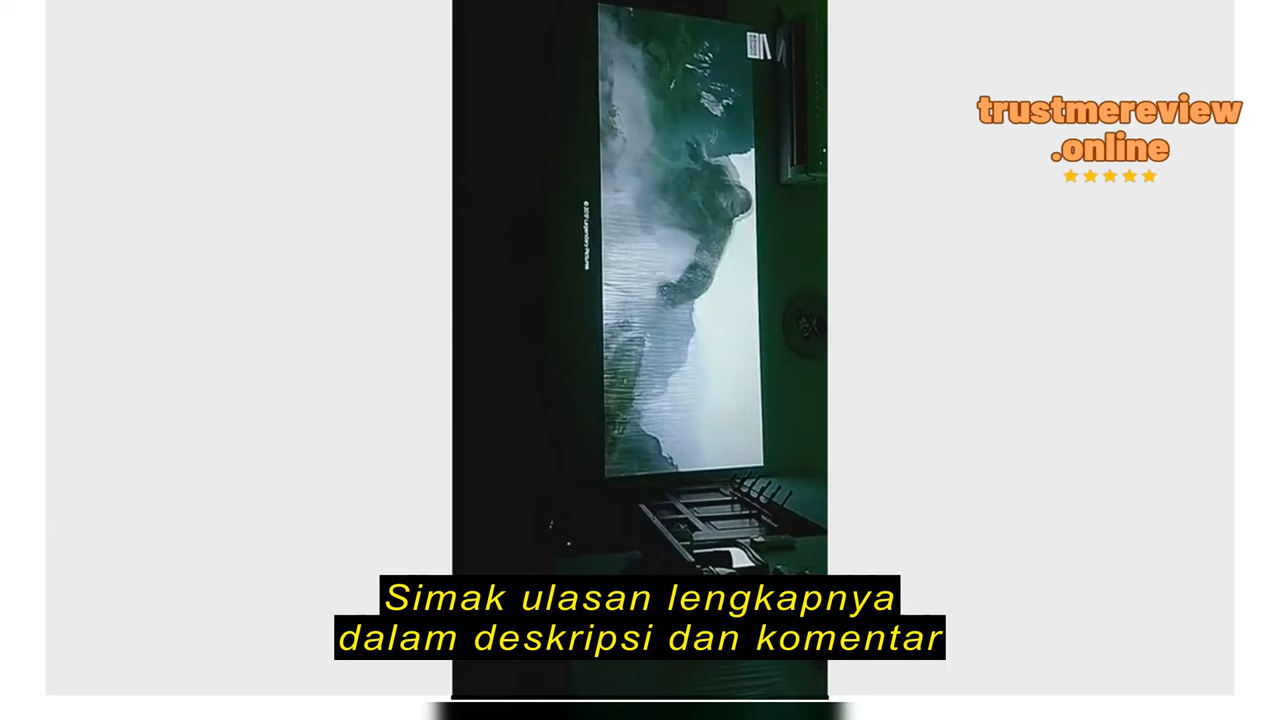 trustmereview
.online
Simak ulasan lengkapnya
dalam deskripsi dan komentar